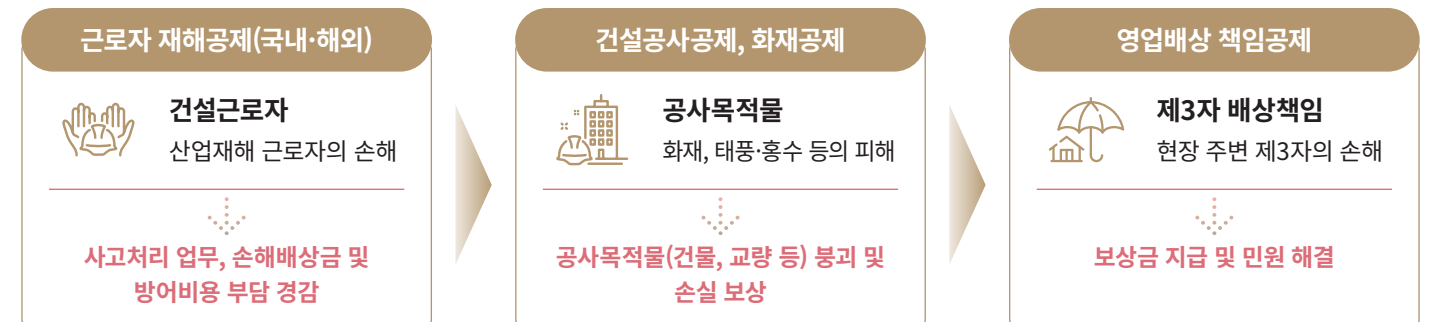 근로자 재해공제(국내·해외)
건설근로자
산업재해 근로자의 손해
사고처리 업무, 손해배상금 및
방어비용 부담 경감
건설공사공제, 화재공제
공사목적물
화재, 태풍·홍수 등의 피해
공사목적물(건물, 교량 등) 붕괴 및
손실 보상
영업배상 책임공제
제3자 배상책임
현장 주변 제3자의 손해
보상금 지급 및 민원 해결